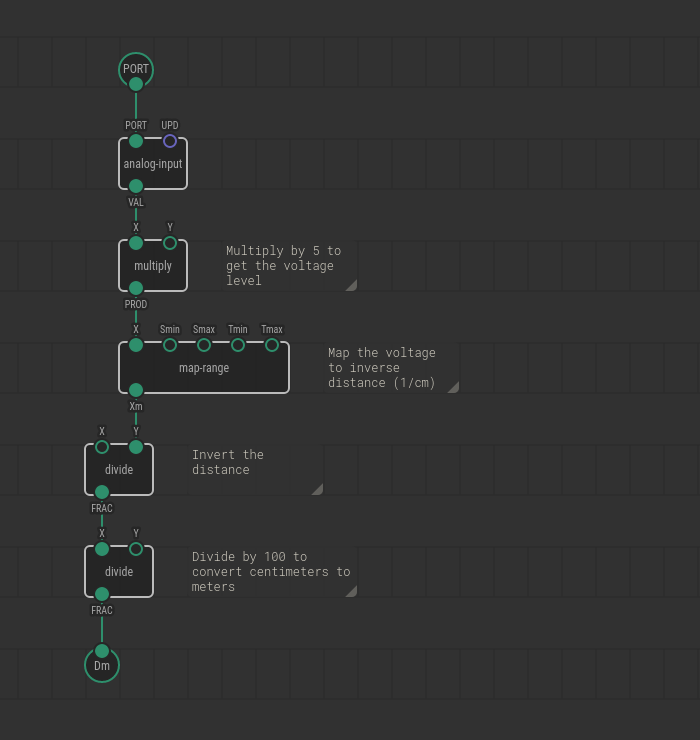 PORT
PORT UPD
analog-input
VAL
X Y
multiply
Multiply by 5 to
get the voltage
level
PROD
X Smin Smax Tmin Tmax
map-range
Map the voltage
to inverse
distance (1/cm)
Xm
X Y
divide
Invert the
distance
FRAC
X Y
divide
Divide by 100 to
convert centimeters to
meters
FRAC
Dm